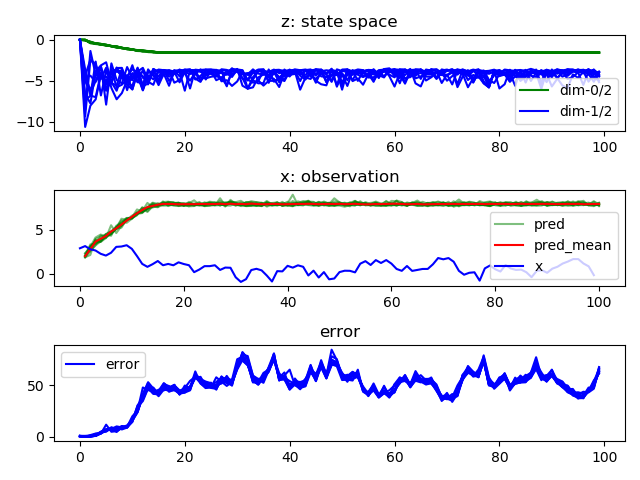 z: state space
0
−5
−10
dim-0/2
dim-1/2
0 20 40 60 80 100
x: observation
5
0
pred
pred_mean
x
0 20 40 60 80 100
error
50
0
error
0 20 40 60 80 100